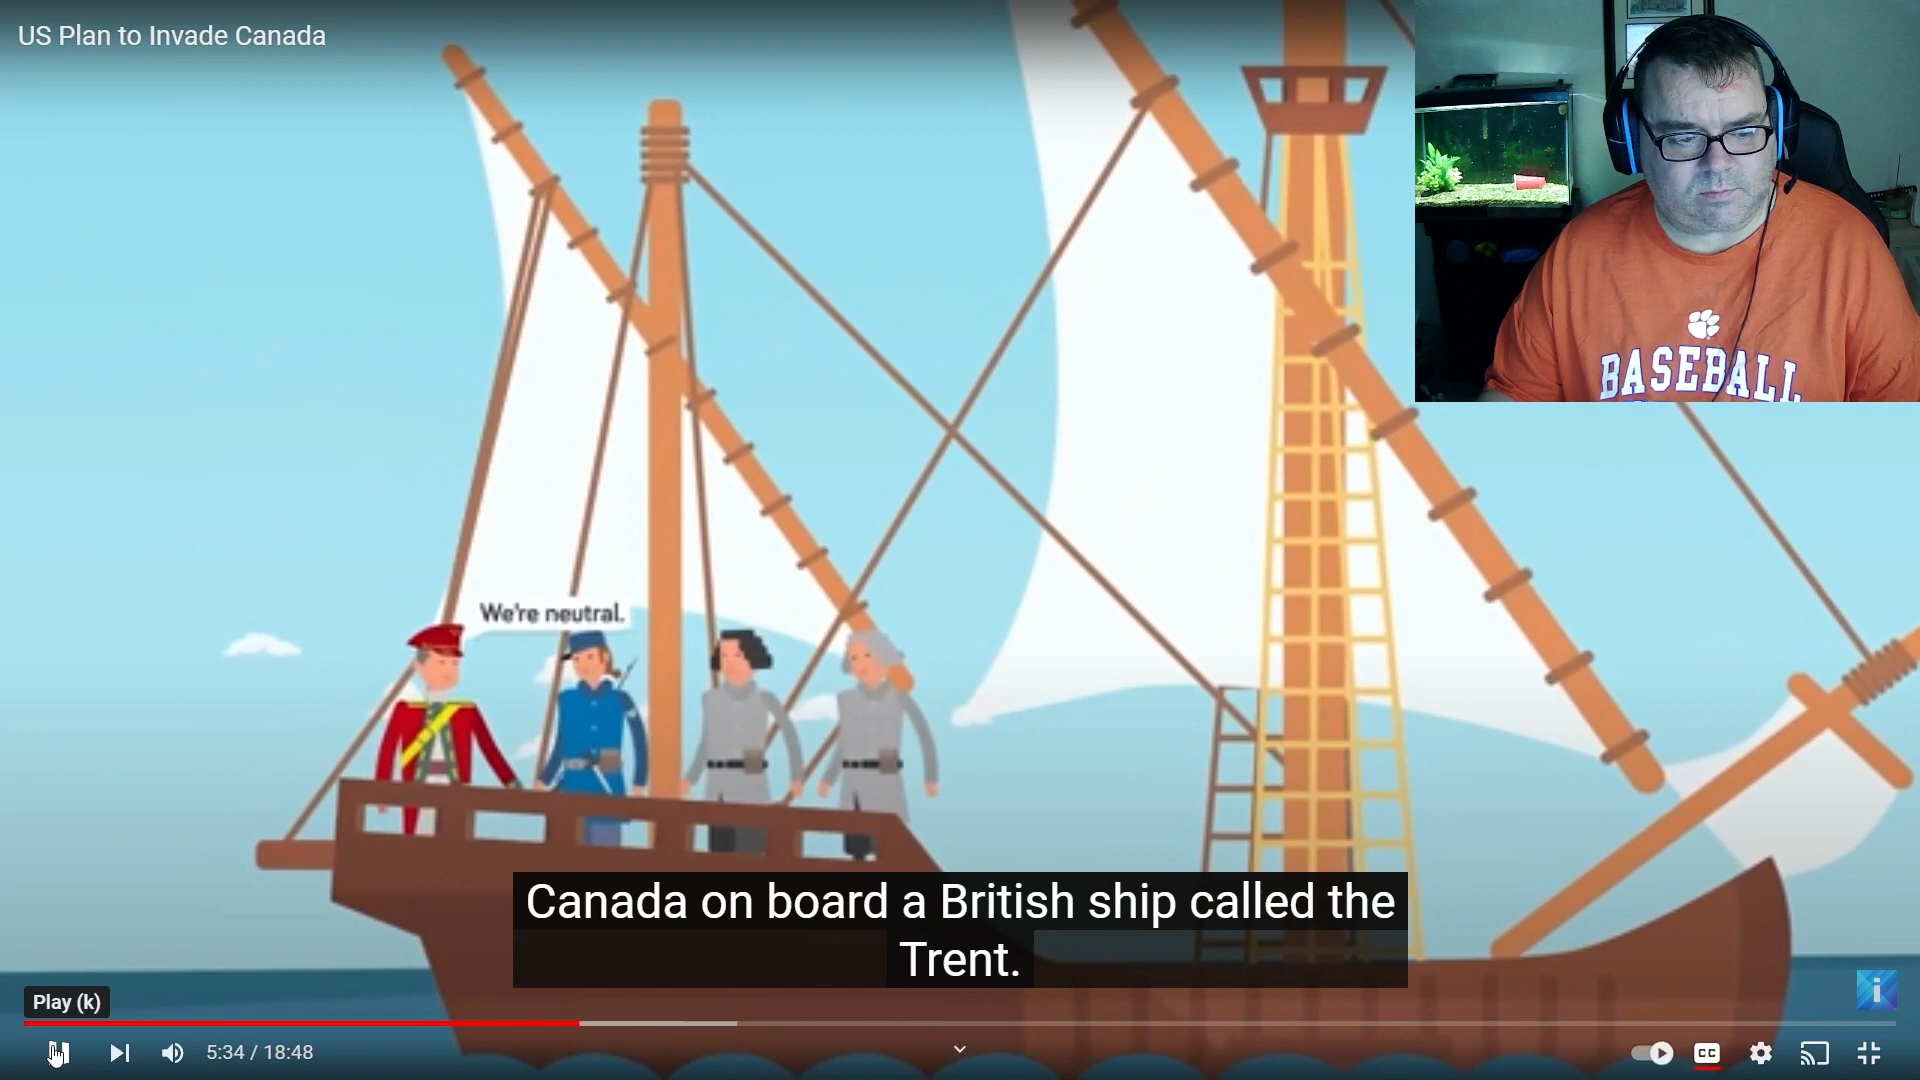 US Plan to Invade Canada
BASEBALL
We're neutral.
Canada on board a British ship called the
Trent.
Play (k)
5:34 / 18:48
CC
i